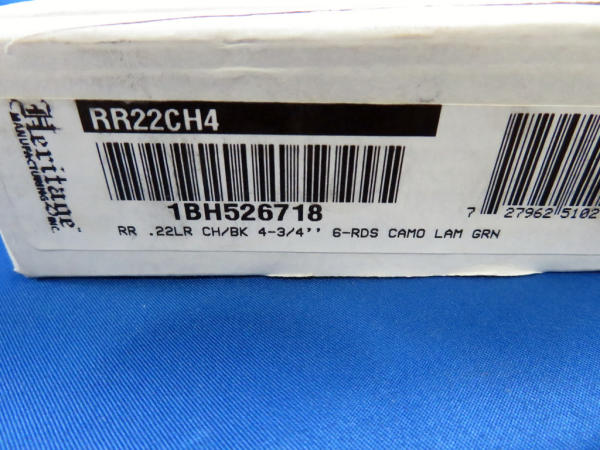 Heritage
MANUFACTURING INC.
RR22CH4
1BH526718
7 27962 5102
RR .22LR CH/BK 4-3/4'' 6-RDS CAMO LAM GRN